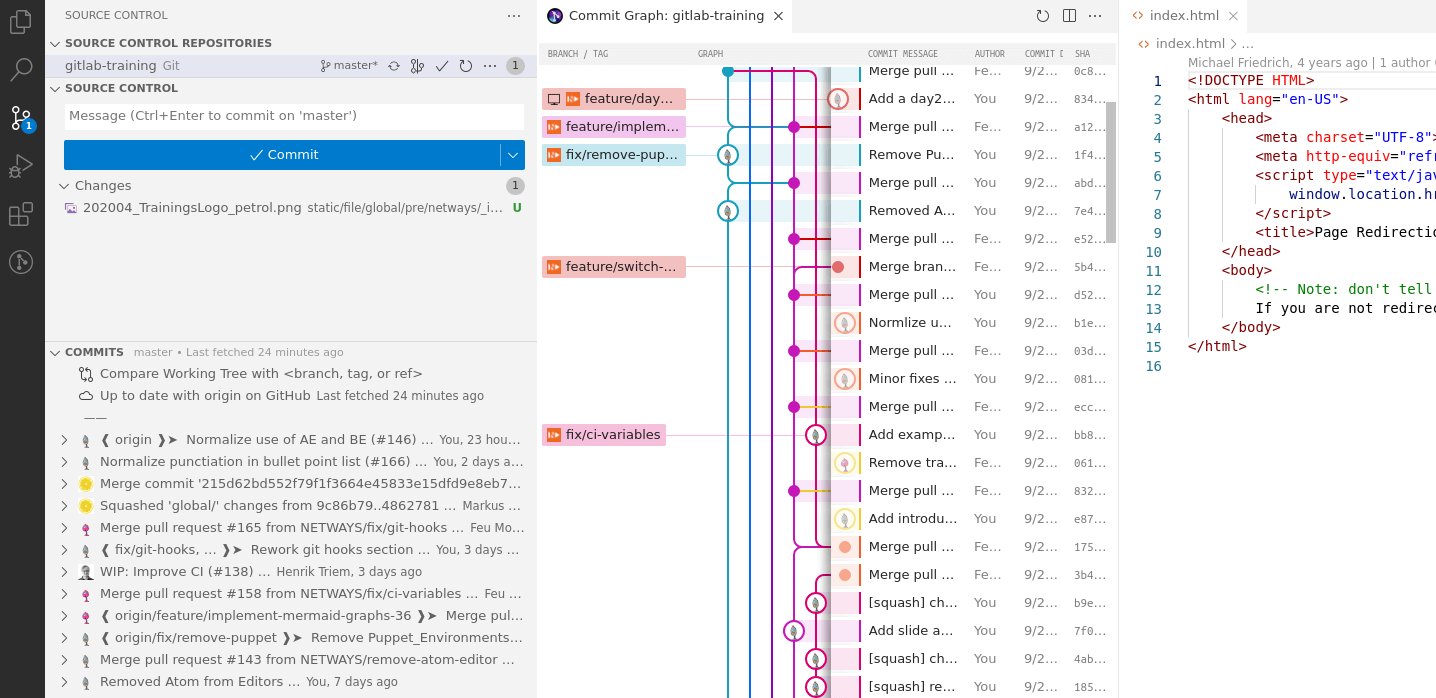 SOURCE CONTROL ...
SOURCE CONTROL REPOSITORIES
gitlab-training Git master* ... 1
SOURCE CONTROL
Message (Ctrl+Enter to commit on 'master')
Commit
Changes 1
202004_TrainingsLogo_petrol.png static/file/global/pre/netways/_i... U
1
COMMITS master • Last fetched 24 minutes ago
Compare Working Tree with <branch, tag, or ref>
Up to date with origin on GitHub Last fetched 24 minutes ago
——
❰ origin ❱➤ Normalize use of AE and BE (#146) ... You, 23 hou...
Normalize punctiation in bullet point list (#166) ... You, 2 days a...
Merge commit '215d62bd552f79f1f3664e45833e15dfd9e8eb7...
Squashed 'global/' changes from 9c86b79..4862781 ... Markus ...
Merge pull request #165 from NETWAYS/fix/git-hooks ... Feu Mo...
❰ fix/git-hooks, ... ❱➤ Rework git hooks section ... You, 3 days ...
WIP: Improve CI (#138) ... Henrik Triem, 3 days ago
Merge pull request #158 from NETWAYS/fix/ci-variables ... Feu ...
❰ origin/feature/implement-mermaid-graphs-36 ❱➤ Merge pul...
❰ origin/fix/remove-puppet ❱➤ Remove Puppet_Environments...
Merge pull request #143 from NETWAYS/remove-atom-editor ...
Removed Atom from Editors ... You, 7 days ago
Commit Graph: gitlab-training ...
BRANCH / TAG GRAPH COMMIT MESSAGE AUTHOR COMMIT D SHA
Merge pull ... Fe... 9/2... 0c8...
feature/day... Add a day2... You 9/2... 834...
feature/implem... Merge pull ... Fe... 9/2... a12...
fix/remove-pup... Remove Pu... You 9/2... 1f4...
Merge pull ... You 9/2... abd...
Removed A... You 9/2... 7e4...
Merge pull ... Fe... 9/2... e52...
feature/switch-... Merge bran... You 9/2... 5b4...
Merge pull ... You 9/2... d52...
Normlize u... You 9/2... b1e...
Merge pull ... You 9/2... 03d...
Minor fixes ... You 9/2... 081...
Merge pull ... You 9/2... ecc...
fix/ci-variables Add examp... You 9/2... bb8...
Remove tra... You 9/2... 061...
Merge pull ... You 9/2... 832...
Add introdu... You 9/2... e87...
Merge pull ... Fe... 9/2... 175...
Merge pull ... Fe... 9/2... 3b4...
[squash] ch... You 9/2... b9e...
Add slide a... You 9/2... 7f0...
[squash] ch... You 9/2... 4ab...
[squash] re... You 9/2... 185...
index.html
index.html > ...
Michael Friedrich, 4 years ago | 1 author (
1 <!DOCTYPE HTML>
2 <html lang="en-US">
3 <head>
4 <meta charset="UTF-8">
5 <meta http-equiv="refr
6 <script type="text/jav
7 window.location.hr
8 </script>
9 <title>Page Redirectio
10 </head>
11 <body>
12 <!-- Note: don't tell
13 If you are not redirec
14 </body>
15 </html>
16